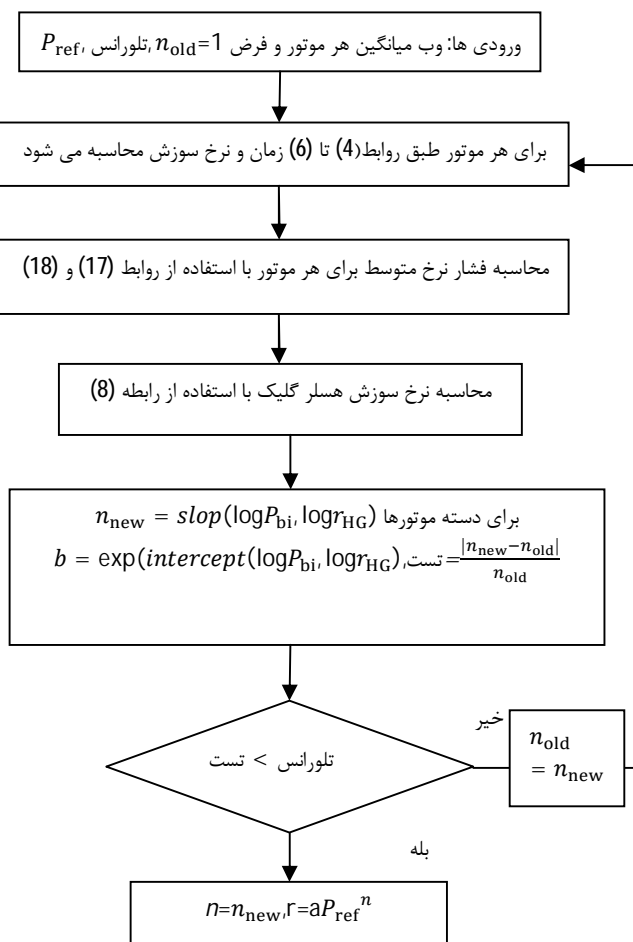 ورودی ها: وب میانگین هر موتور و فرض n_old=1,تلورانس, P_ref
برای هر موتور طبق روابط(4) تا (6) زمان و نرخ سوزش محاسبه می شود
محاسبه فشار نرخ متوسط برای هر موتور با استفاده از روابط (17) و (18)
محاسبه نرخ سوزش هسلر گلیک با استفاده از رابطه (8)
برای دسته موتورها n_new = slop(logP_bi, logr_HG)
b = exp(intercept(logP_bi, logr_HG),تست=|n_new−n_old|/n_old
تلورانس > تست
خیر
n_old
= n_new
بله
n=n_new,r=aP_ref^n